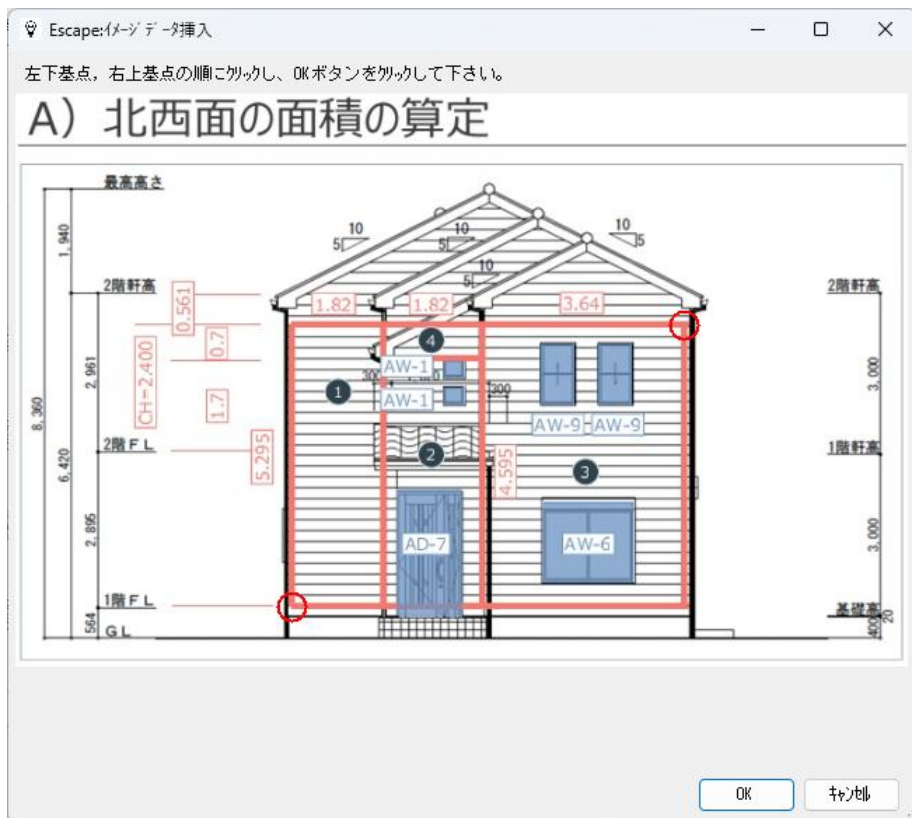 Escape:ｲﾒｰｼﾞﾃﾞｰﾀ挿入
左下基点，右上基点の順にｸﾘｯｸし、OKボタンをｸﾘｯｸして下さい。
A）北西面の面積の算定
最高高さ
10
5
10
5
10
5
10
5
1,940
2階軒高
2階軒高
0.561
1.82
1.82
3.64
0.7
CH=2.400
1.7
4
AW-1
300
1
AW-1
300
AW-9
AW-9
2,961
3,000
8,360
6,420
2階ＦＬ
1階軒高
5.295
2
4.595
3
AD-7
AW-6
2,895
3,000
1階ＦＬ
基礎高
564
ＧＬ
400
20
OK
ｷｬﾝｾﾙ